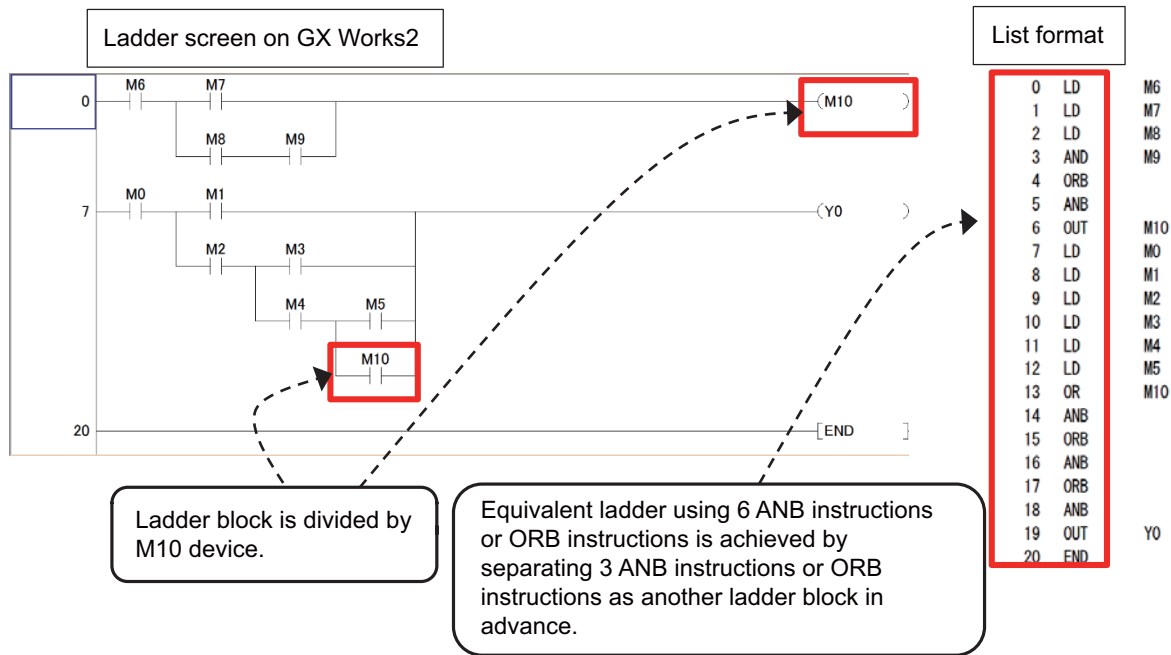 Ladder screen on GX Works2
List format
M6 M7
0 (M10 )
M8 M9
M0 M1
7 (Y0 )
M2 M3
M4 M5
M10
20 [END ]
Ladder block is divided by
M10 device.
Equivalent ladder using 6 ANB instructions
or ORB instructions is achieved by
separating 3 ANB instructions or ORB
instructions as another ladder block in
advance.
0 LD M6
1 LD M7
2 LD M8
3 AND M9
4 ORB
5 ANB
6 OUT M10
7 LD M0
8 LD M1
9 LD M2
10 LD M3
11 LD M4
12 LD M5
13 OR M10
14 ANB
15 ORB
16 ANB
17 ORB
18 ANB
19 OUT Y0
20 END